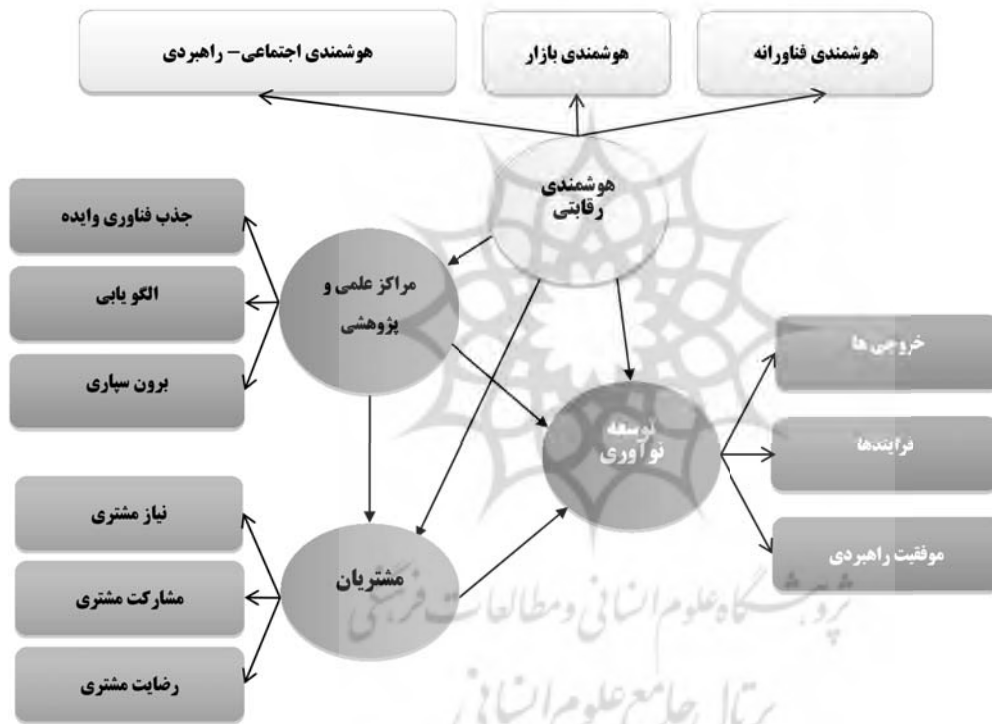 هوشمندی فناورانه
هوشمندی بازار
هوشمندی اجتماعی- راهبردی
هوشمندی
رقابتی
جذب فناوری وایده
مراکز علمی و
پژوهشی
الگو یابی
برون سپاری
خروجی ها
توسعه
نوآوری
فرایندها
موفقیت راهبردی
نیاز مشتری
مشتریان
مشارکت مشتری
رضایت مشتری
پژوهشگاه علوم انسانی و مطالعات فرهنگی
پرتال جامع علوم انسانی